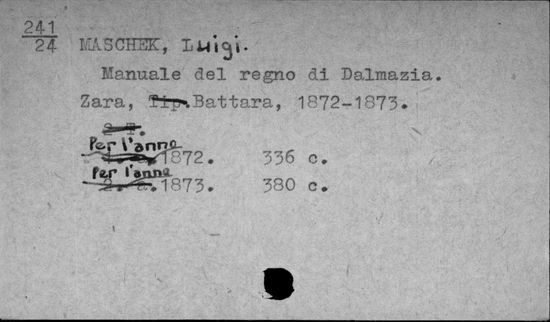 241
24 MASCHEK, Luigi.
Manuale del regno di Dalmazia.
Zara, Tip. Battara, 1872-1873.
2 T.
Per l'anno 1872. 336 c.
Per l'anno 1873. 380 c.